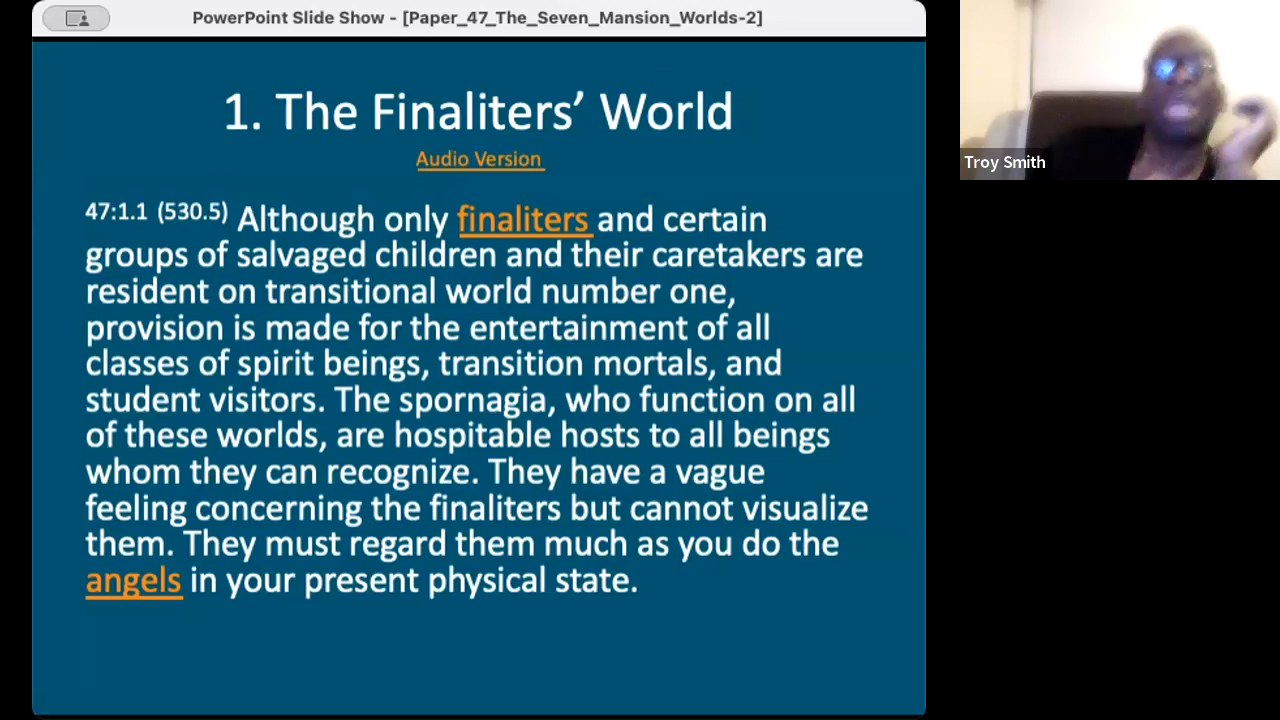 PowerPoint Slide Show - [Paper_47_The_Seven_Mansion_Worlds-2]
1. The Finaliters’ World
Audio Version
47:1.1 (530.5) Although only finaliters and certain
groups of salvaged children and their caretakers are
resident on transitional world number one,
provision is made for the entertainment of all
classes of spirit beings, transition mortals, and
student visitors. The spornagia, who function on all
of these worlds, are hospitable hosts to all beings
whom they can recognize. They have a vague
feeling concerning the finaliters but cannot visualize
them. They must regard them much as you do the
angels in your present physical state.
Troy Smith